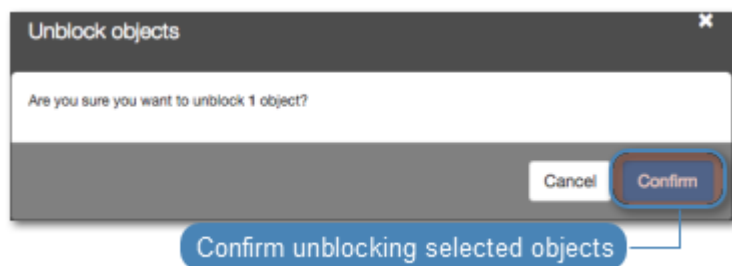 Unblock objects
Are you sure you want to unblock 1 object?
Cancel Confirm
Confirm unblocking selected objects